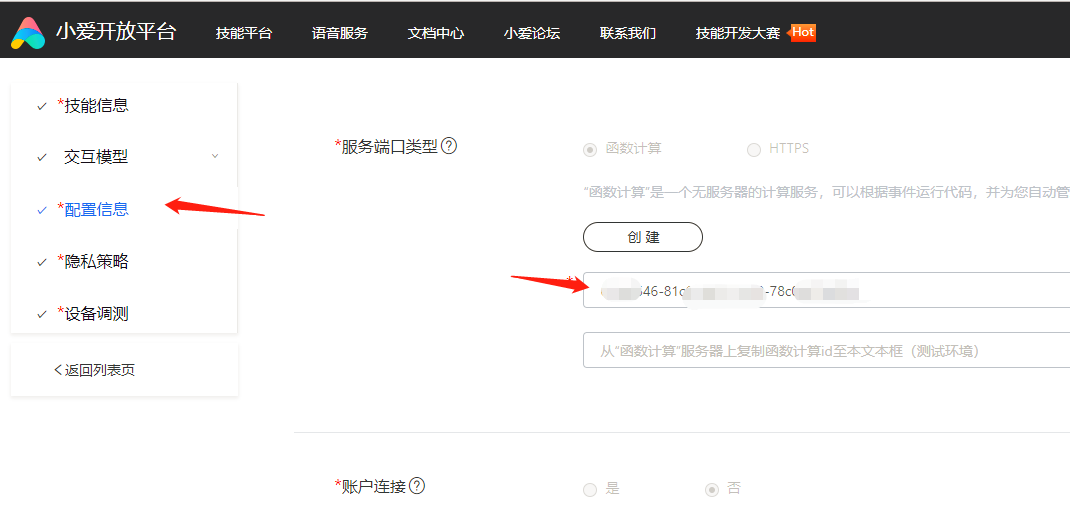 小爱开放平台 技能平台 语音服务 文档中心 小爱论坛 联系我们 技能开发大赛 Hot
*技能信息
交互模型
*配置信息
*隐私策略
*设备调测
<返回列表页
*服务端口类型?
函数计算 HTTPS
“函数计算”是一个无服务器的计算服务，可以根据事件运行代码，并为您自动管
创 建
*
646-81c -78c
从“函数计算”服务器上复制函数计算id至本文本框（测试环境）
*账户连接?
是 否